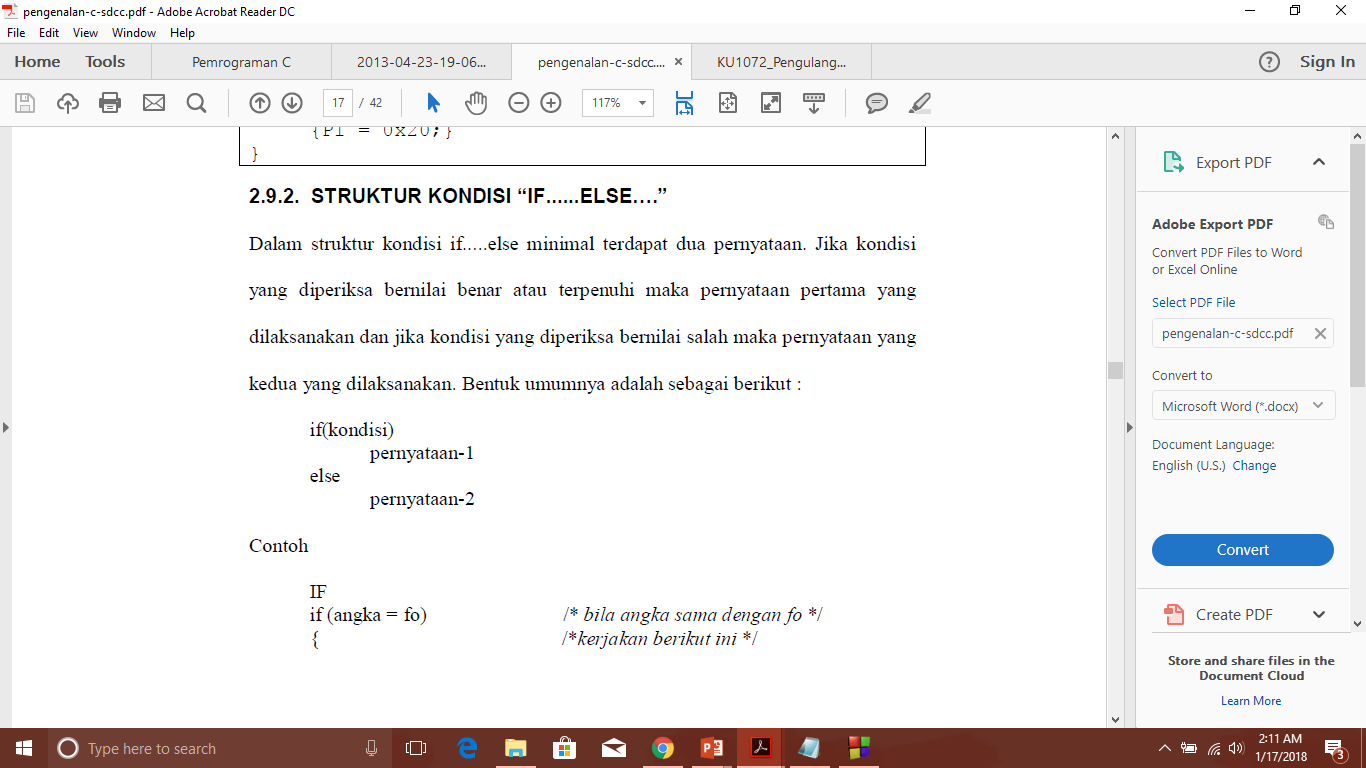 pengenalan-c-sdcc.pdf - Adobe Acrobat Reader DC
File Edit View Window Help
Home Tools Pemrograman C 2013-04-23-19-06... pengenalan-c-sdcc.... × KU1072_Pengulang... Sign In
17 / 42 117%
{P1 = 0x20;}
}
2.9.2. STRUKTUR KONDISI “IF......ELSE….”
Dalam struktur kondisi if.....else minimal terdapat dua pernyataan. Jika kondisi
yang diperiksa bernilai benar atau terpenuhi maka pernyataan pertama yang
dilaksanakan dan jika kondisi yang diperiksa bernilai salah maka pernyataan yang
kedua yang dilaksanakan. Bentuk umumnya adalah sebagai berikut :
if(kondisi)
pernyataan-1
else
pernyataan-2
Contoh
IF
if (angka = fo) /* bila angka sama dengan fo */
{ /*kerjakan berikut ini */
Export PDF
Adobe Export PDF
Convert PDF Files to Word
or Excel Online
Select PDF File
pengenalan-c-sdcc.pdf
Convert to
Microsoft Word (*.docx)
Document Language:
English (U.S.) Change
Convert
Create PDF
Store and share files in the
Document Cloud
Learn More
Type here to search
2:11 AM
1/17/2018
3